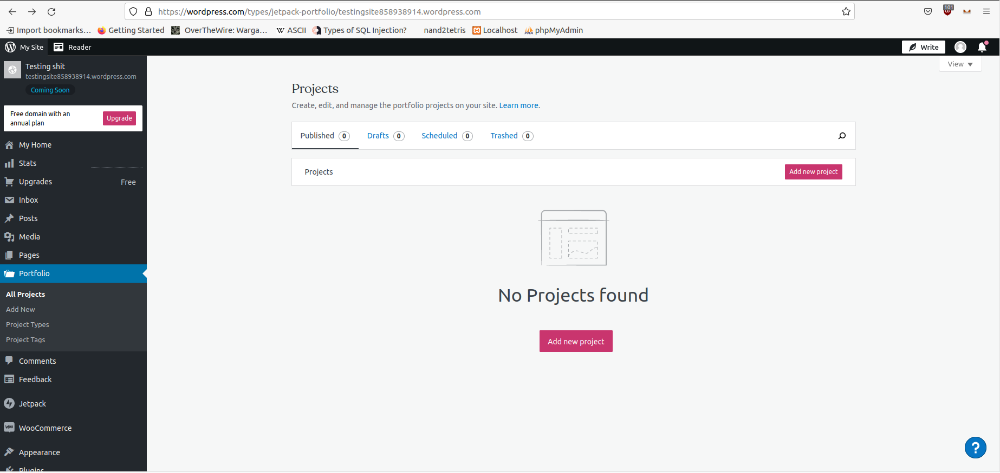 https://wordpress.com/types/jetpack-portfolio/testingsite858938914.wordpress.com
101
Import bookmarks... Getting Started OverTheWire: Warga... W ASCII Types of SQL Injection? nand2tetris Localhost phpMyAdmin
My Site Reader Write
Testing shit
testingsite858938914.wordpress.com
Coming Soon
Free domain with an
annual plan
Upgrade
My Home
Stats
Upgrades Free
Inbox
Posts
Media
Pages
Portfolio
All Projects
Add New
Project Types
Project Tags
Comments
Feedback
Jetpack
WOO WooCommerce
Appearance
Plugins
View
Projects
Create, edit, and manage the portfolio projects on your site. Learn more.
Published 0 Drafts 0 Scheduled 0 Trashed 0
Projects Add new project
No Projects found
Add new project
?